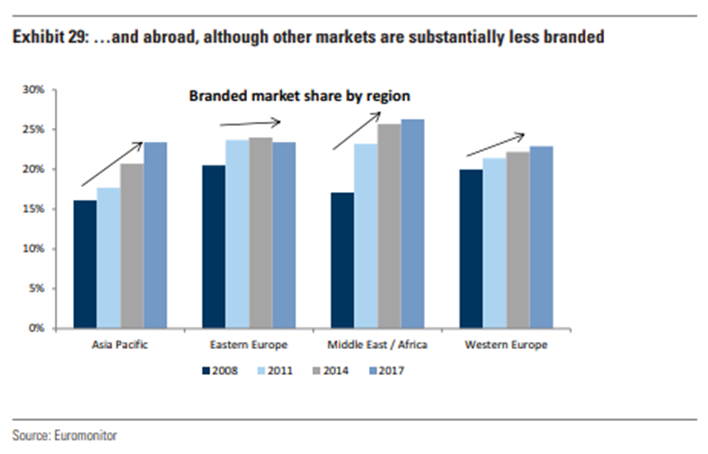 Exhibit 29: …and abroad, although other markets are substantially less branded
Branded market share by region
30%
25%
20%
15%
10%
5%
0%
Asia Pacific
Eastern Europe
Middle East / Africa
Western Europe
2008
2011
2014
2017
Source: Euromonitor